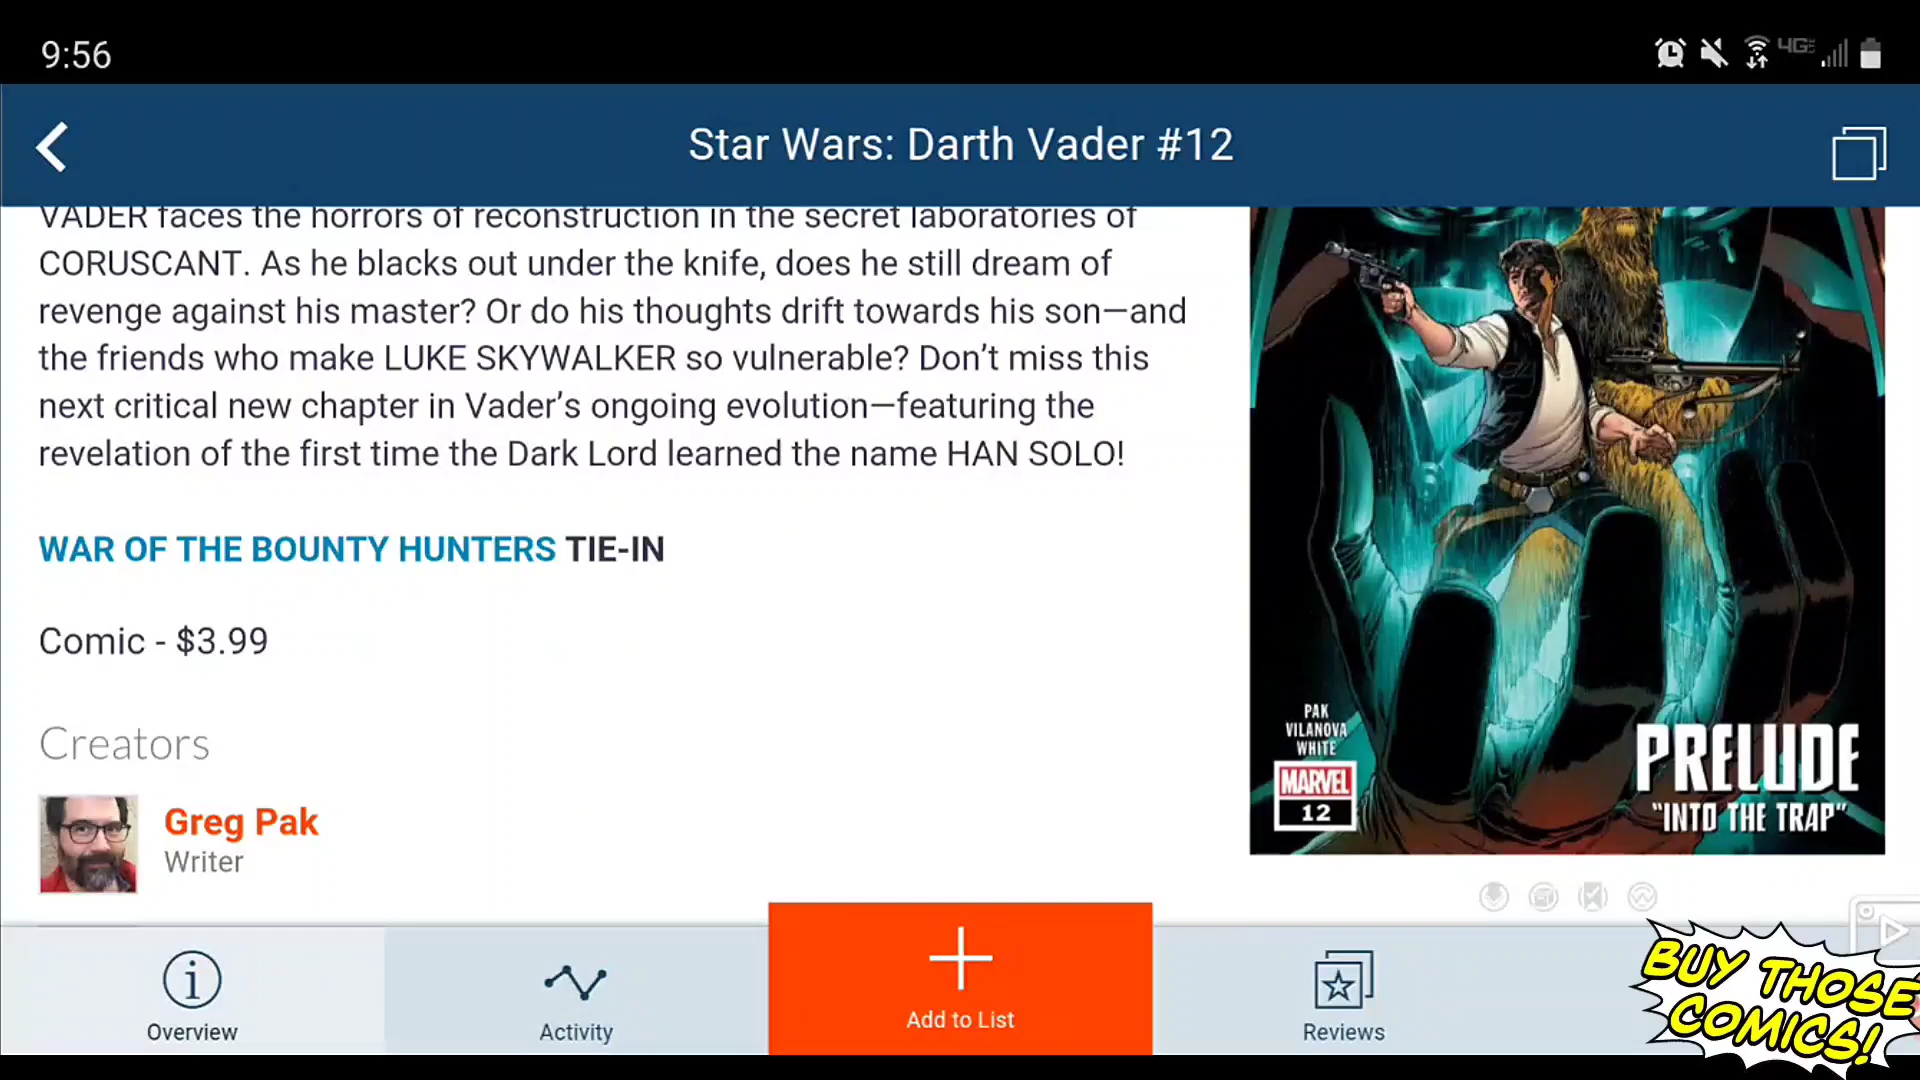 9:56
4G
Star Wars: Darth Vader #12
VADER faces the horrors of reconstruction in the secret laboratories of
CORUSCANT. As he blacks out under the knife, does he still dream of
revenge against his master? Or do his thoughts drift towards his son—and
the friends who make LUKE SKYWALKER so vulnerable? Don’t miss this
next critical new chapter in Vader’s ongoing evolution—featuring the
revelation of the first time the Dark Lord learned the name HAN SOLO!
WAR OF THE BOUNTY HUNTERS TIE-IN
Comic - $3.99
Creators
Greg Pak
Writer
PAK
VILANOVA
WHITE
MARVEL
12
PRELUDE
“INTO THE TRAP”
Overview
Activity
Add to List
Reviews
BUY THOSE
COMICS!